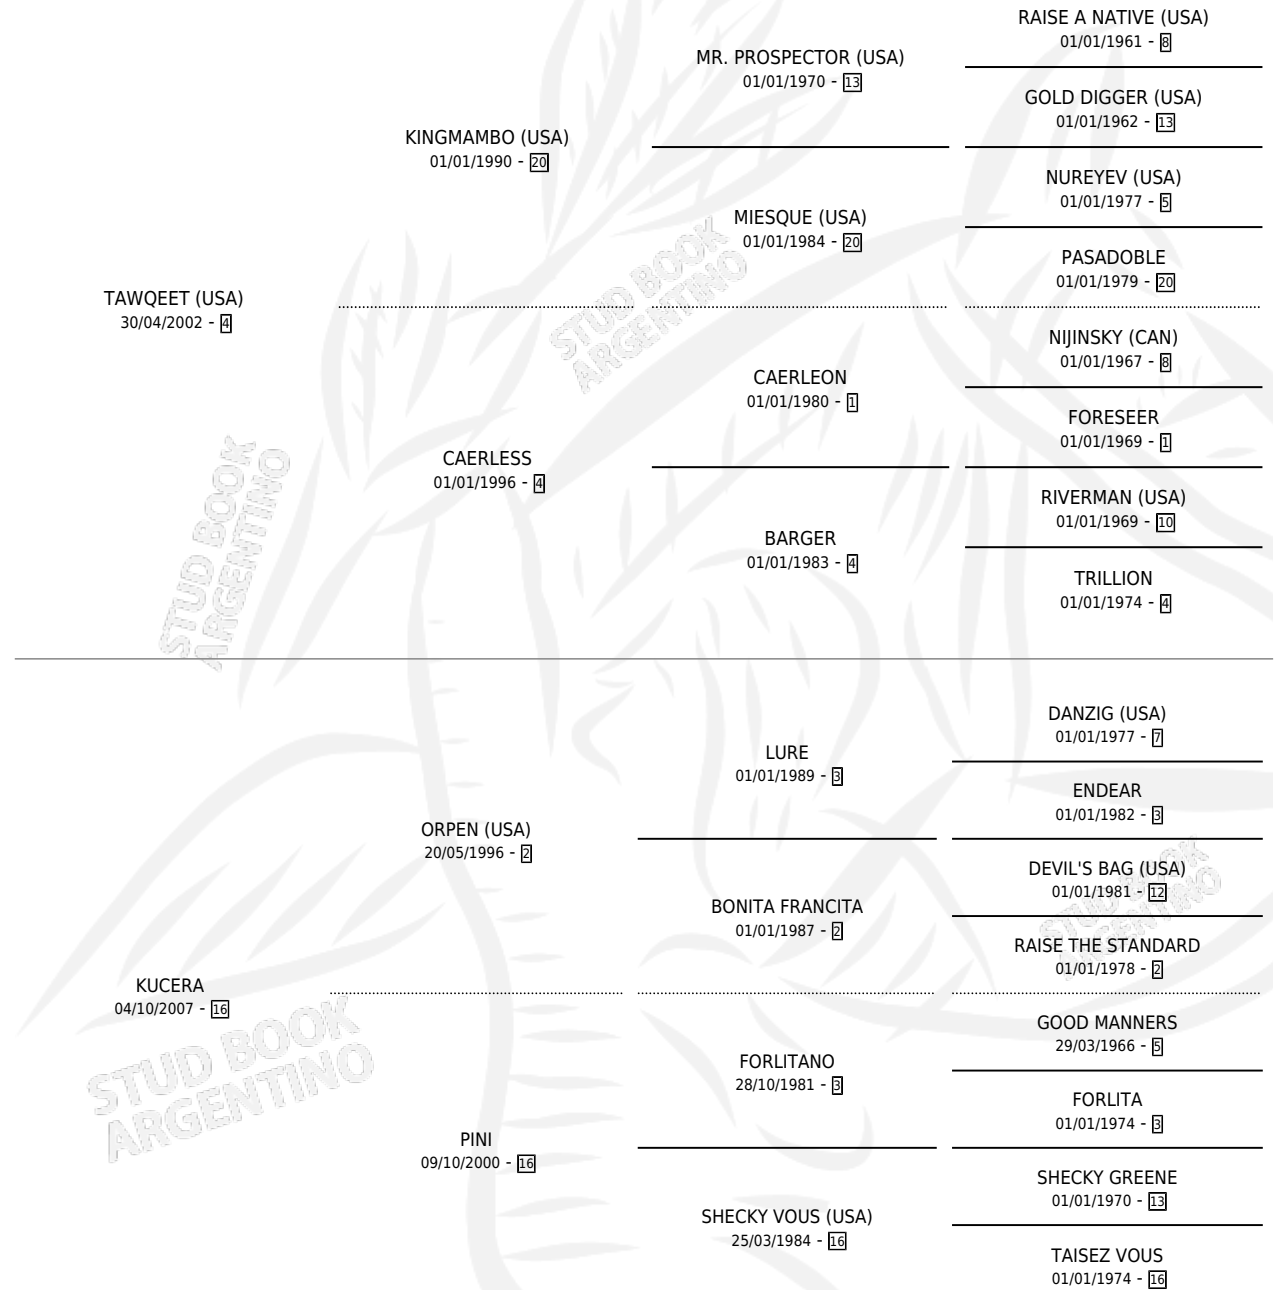 RAISE A NATIVE (USA)
01/01/1961 - 8
MR. PROSPECTOR (USA)
01/01/1970 - 13
GOLD DIGGER (USA)
01/01/1962 - 13
KINGMAMBO (USA)
01/01/1990 - 20
NUREYEV (USA)
01/01/1977 - 5
MIESQUE (USA)
01/01/1984 - 20
PASADOBLE
01/01/1979 - 20
TAWQEET (USA)
30/04/2002 - 4
STUD BOOK
ARGENTINO
NIJINSKY (CAN)
01/01/1967 - 8
CAERLEON
01/01/1980 - 1
FORESEER
01/01/1969 - 1
CAERLESS
01/01/1996 - 4
RIVERMAN (USA)
01/01/1969 - 10
BARGER
01/01/1983 - 4
TRILLION
01/01/1974 - 4
STUD BOOK
ARGENTINO
DANZIG (USA)
01/01/1977 - 7
LURE
01/01/1989 - 3
ENDEAR
01/01/1982 - 3
ORPEN (USA)
20/05/1996 - 2
DEVIL'S BAG (USA)
01/01/1981 - 12
BONITA FRANCITA
01/01/1987 - 2
STUD BOOK
ARGENTINO
RAISE THE STANDARD
01/01/1978 - 2
KUCERA
04/10/2007 - 16
STUD BOOK
ARGENTINO
GOOD MANNERS
29/03/1966 - 5
FORLITANO
28/10/1981 - 3
FORLITA
01/01/1974 - 3
PINI
09/10/2000 - 16
SHECKY GREENE
01/01/1970 - 13
SHECKY VOUS (USA)
25/03/1984 - 16
TAISEZ VOUS
01/01/1974 - 16